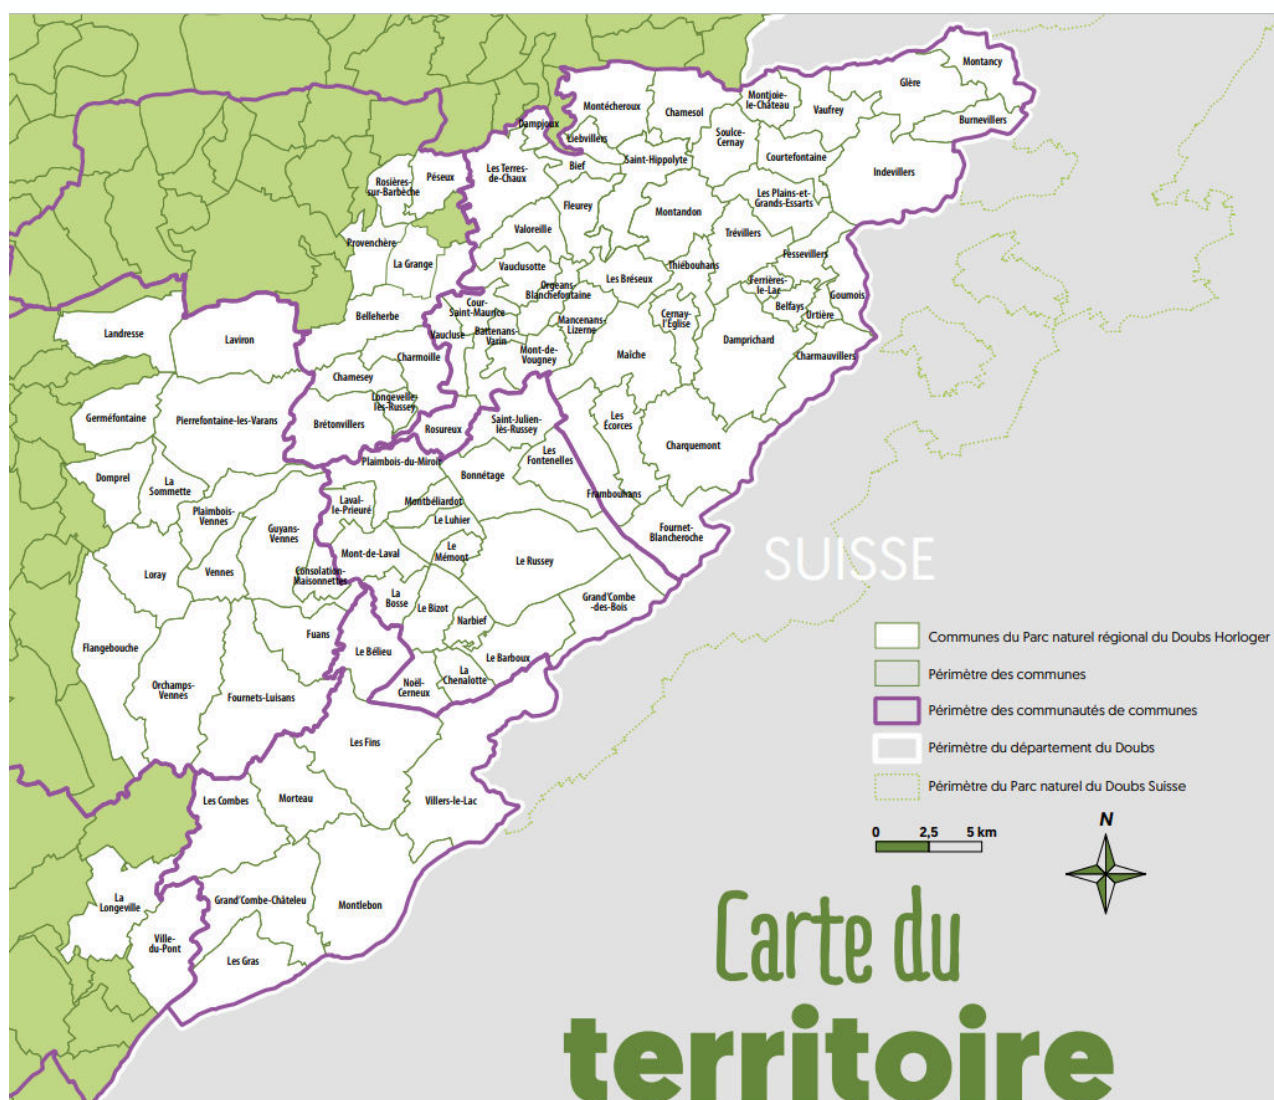 Montancy
Glère
Montécheroux
Chamesol
Montjoie-
le-Château
Vaufrey
Burnevillers
Dampjoux
Liebvillers
Soulce-
Cernay
Saint-Hippolyte
Courtefontaine
Indevillers
Bief
Les Terres-
de-Chaux
Rosières-
sur-Barbèche
Péseux
Les Plains-et-
Grands-Essarts
Fleurey
Montandon
Valoreille
Trévillers
Provenchère
La Grange
Fessevillers
Vauclusotte
Thiébouhans
Les Bréseux
Orgeans
Blanchefontaine
Ferrières-
le-Lac
Goumois
Belfays
Urtière
Cour-
Saint-Maurice
Belleherbe
Mancenans-
Lizerne
Cernay-
l'Église
Landresse
Laviron
Vaucluse
Battenans-
Varin
Damprichard
Mont-de-
Vougney
Maîche
Charmauvillers
Charmoille
Chamesey
Longevelle-
lès-Russey
Germéfontaine
Pierrefontaine-les-Varans
Brétonvillers
Rosureux
Saint-Julien-
lès-Russey
Les
Écorces
Charquemont
Les
Fontenelles
Plaimbois-du-Miroir
Bonnétage
Domprel
La
Sommette
Frambouhans
Laval-
le-Prieuré
Montbéliardot
Plaimbois-
Vennes
Guyans-
Vennes
Le Luhier
Fournet-
Blancheroche
Mont-de-Laval
Le
Mémont
Le Russey
SUISSE
Loray
Vennes
Consolation-
Maisonnettes
La
Bosse
Le Bizot
Grand'Combe
-des-Bois
Narbief
Fuans
Flangebouche
Le Bélieu
Le Barboux
La
Chenalotte
Noël-
Cerneux
Orchamps-
Vennes
Fournets-Luisans
Les Fins
Les Combes
Morteau
Villers-le-Lac
La
Longeville
Grand'Combe-Châteleu
Montlebon
Ville-
du-Pont
Les Gras
Communes du Parc naturel régional du Doubs Horloger
Périmètre des communes
Périmètre des communautés de communes
Périmètre du département du Doubs
Périmètre du Parc naturel du Doubs Suisse
0 2,5 5 km
N
Carte du
territoire